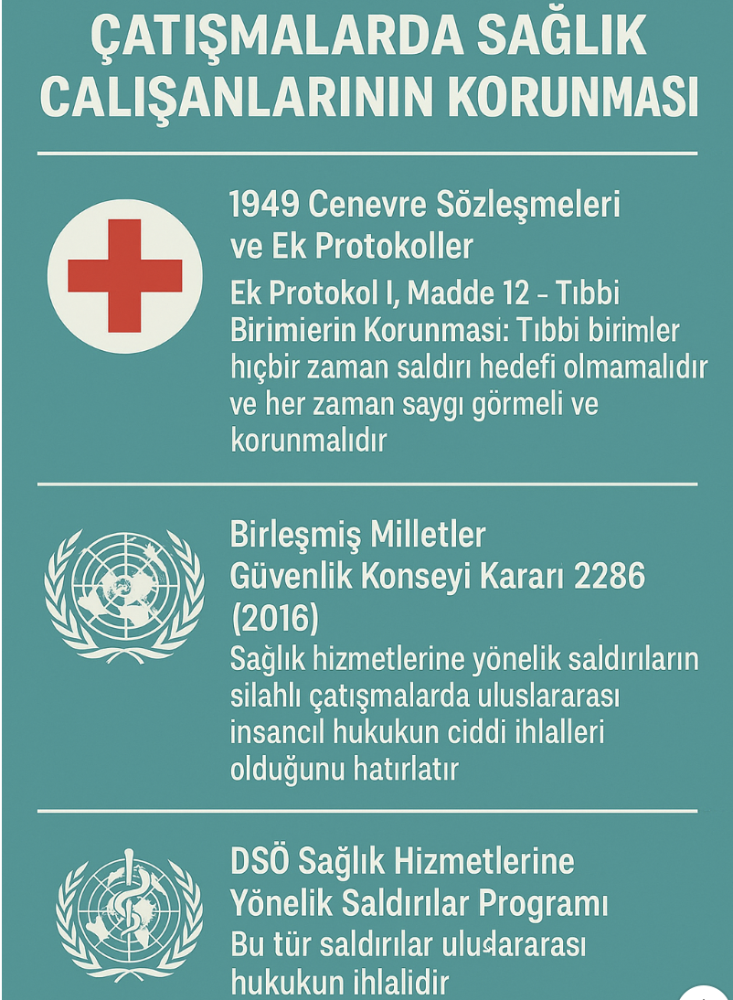 ÇATIŞMALARDA SAĞLIK
CALIŞANLARININ KORUNMASI
1949 Cenevre Sözleşmeleri
ve Ek Protokoller
Ek Protokol I, Madde 12 – Tıbbi
Birimierin Korunması: Tıbbi birimler
hıçbir zaman saldırı hedefi olmamalıdır
ve her zaman saygı görmeli ve
korunmalıdır
Birleşmiş Milletler
Güvenlik Konseyi Kararı 2286
(2016)
Sağlık hizmetlerine yönelik saldırıların
silahlı çatışmalarda uluslararası
insancıl hukukun ciddi ihlalleri
olduğunu hatırlatır
DSÖ Sağlık Hizmetlerine
Yönelik Saldırılar Programı
Bu tür saldırılar uluslararası
hukukun ihlalidir